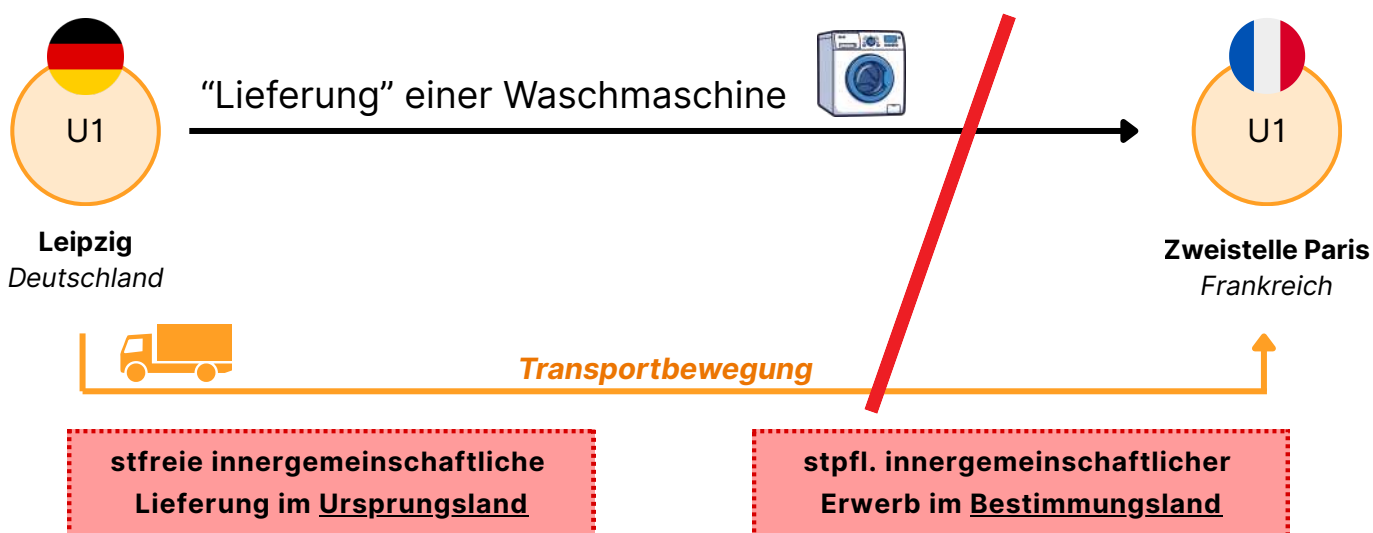 “Lieferung” einer Waschmaschine
U1
U1
Leipzig
Deutschland
Zweistelle Paris
Frankreich
Transportbewegung
stfreie innergemeinschaftliche
Lieferung im Ursprungsland
stpfl. innergemeinschaftlicher
Erwerb im Bestimmungsland